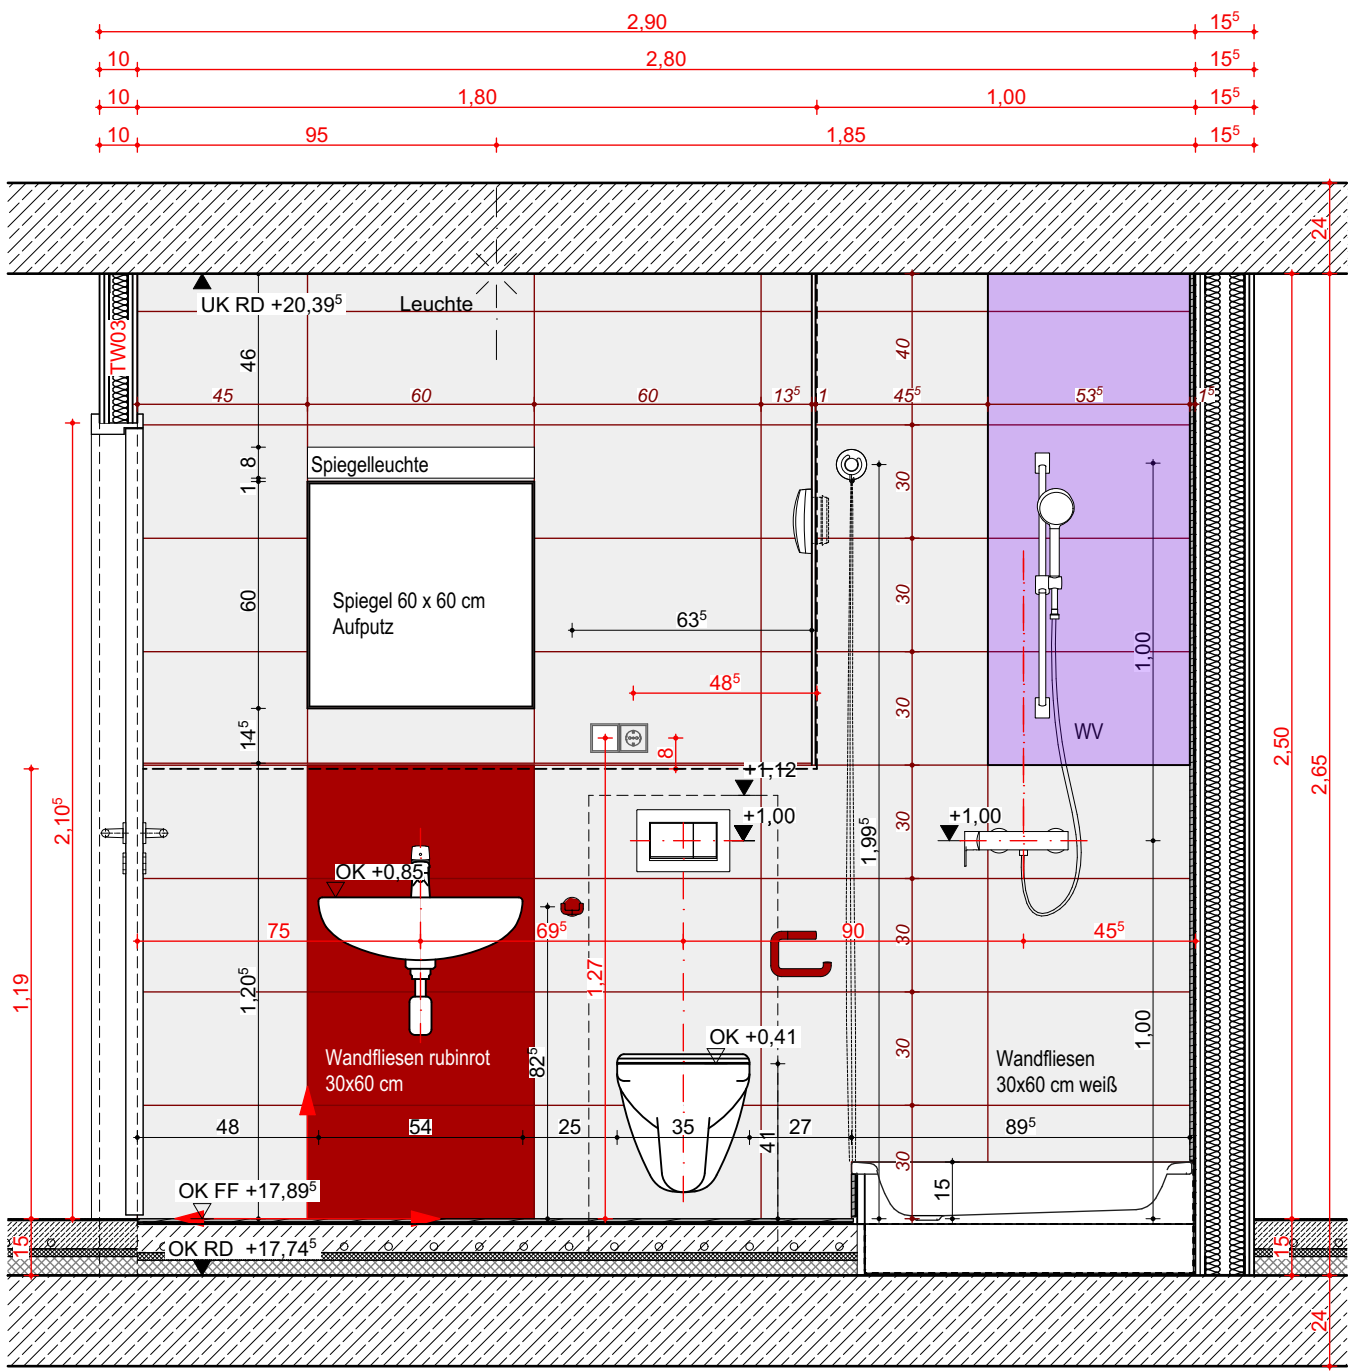 2,90 15⁵
10 2,80 15⁵
10 1,80 1,00 15⁵
10 95 1,85 15⁵
24
UK RD +20,39⁵
Leuchte
TW03
46
40
45 60 60 13⁵ 1 45⁵ 53⁵ 1⁵
8
Spiegelleuchte
1
30
60
Spiegel 60 x 60 cm
Aufputz
30
63⁵
1,00
48⁵
30
14⁵
WV
8
2,50
2,65
+1,12
+1,00
+1,00
30
1,99⁵
2,10⁵
OK +0,85
75 69⁵ 90 45⁵
30
1,27
1,19
1,20⁵
1,00
OK +0,41
30
82⁵
Wandfliesen rubinrot
30x60 cm
Wandfliesen
30x60 cm weiß
48 54 25 35 27 89⁵
41
30
15
OK FF +17,89⁵
OK RD +17,74⁵
15
15
24